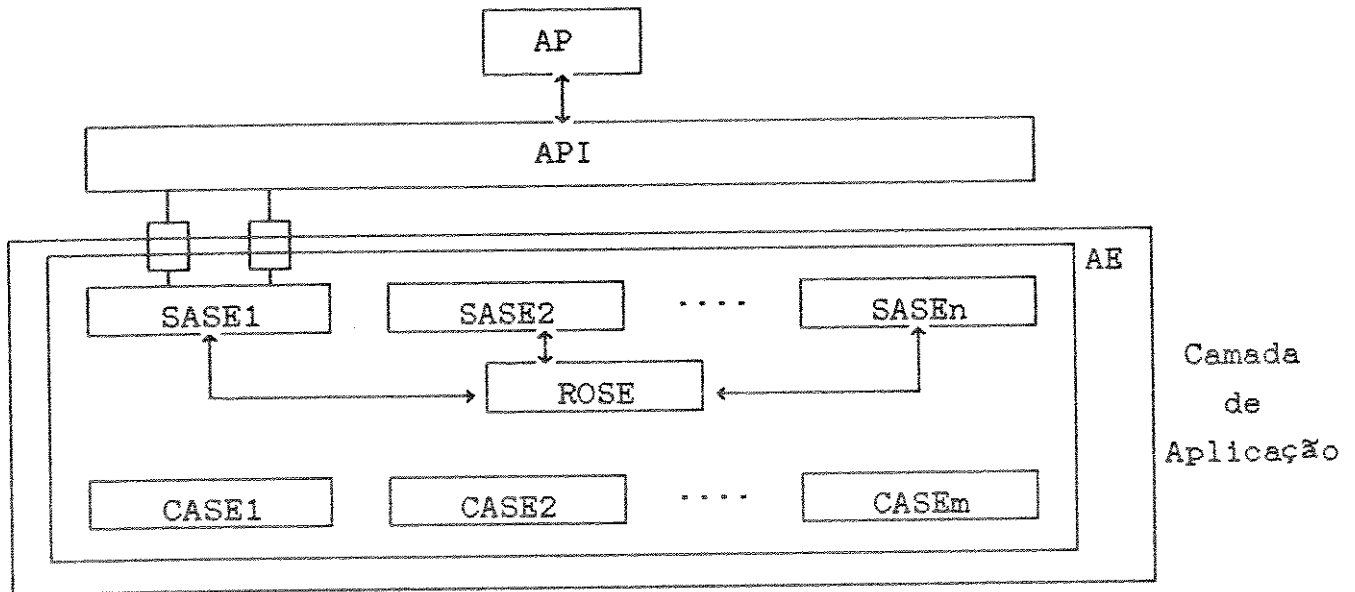 AP
API
AE
SASE1 SASE2 .... SASEn
ROSE
Camada
de
Aplicação
CASE1 CASE2 .... CASEm